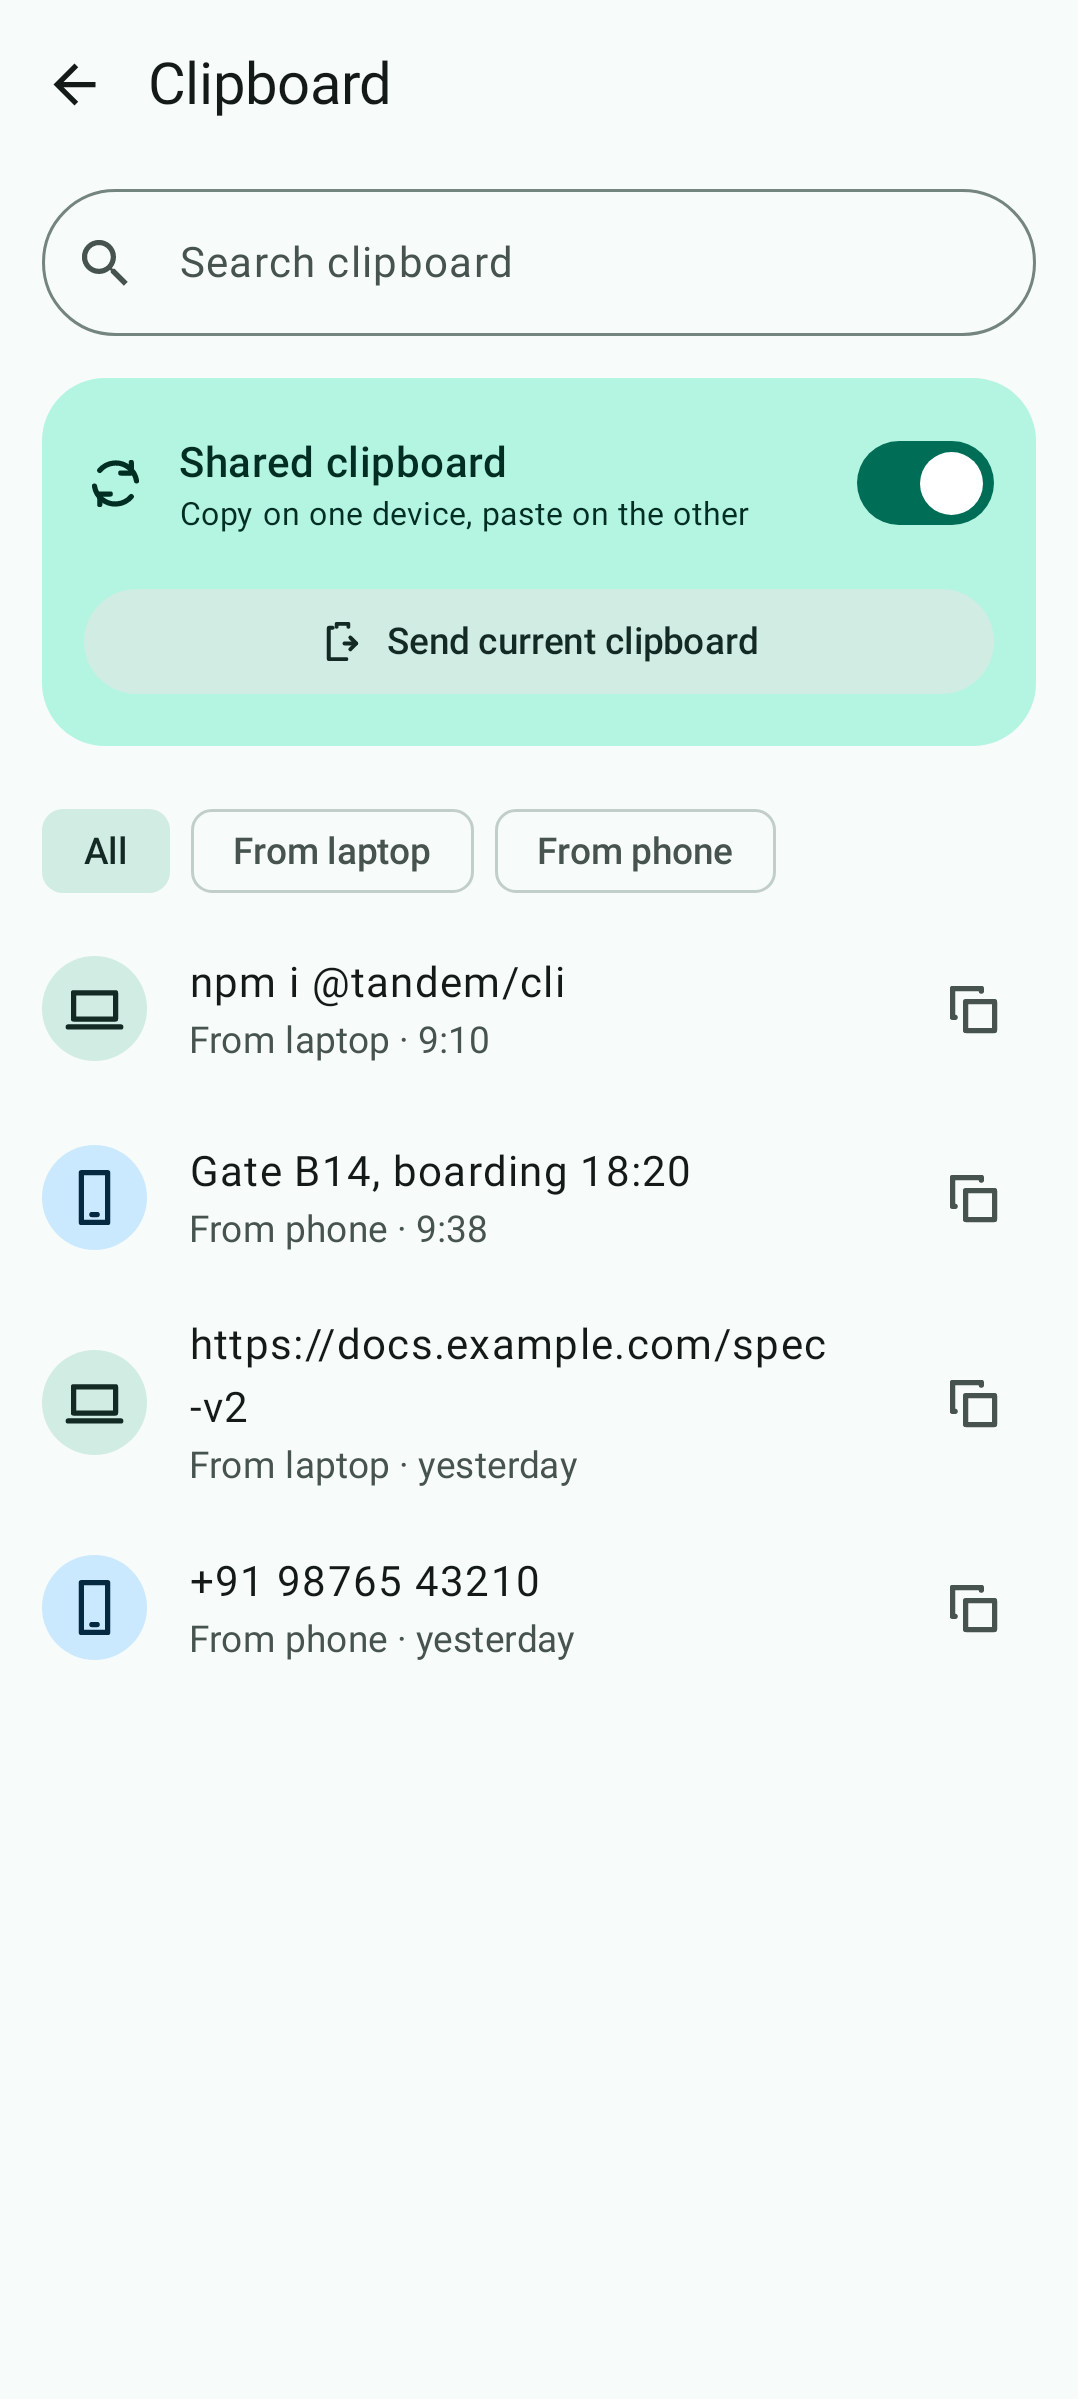 Clipboard
Search clipboard
Shared clipboard
Copy on one device, paste on the other
Send current clipboard
All
From laptop
From phone
npm i @tandem/cli
From laptop · 9:10
Gate B14, boarding 18:20
From phone · 9:38
https://docs.example.com/spec
-v2
From laptop · yesterday
+91 98765 43210
From phone · yesterday